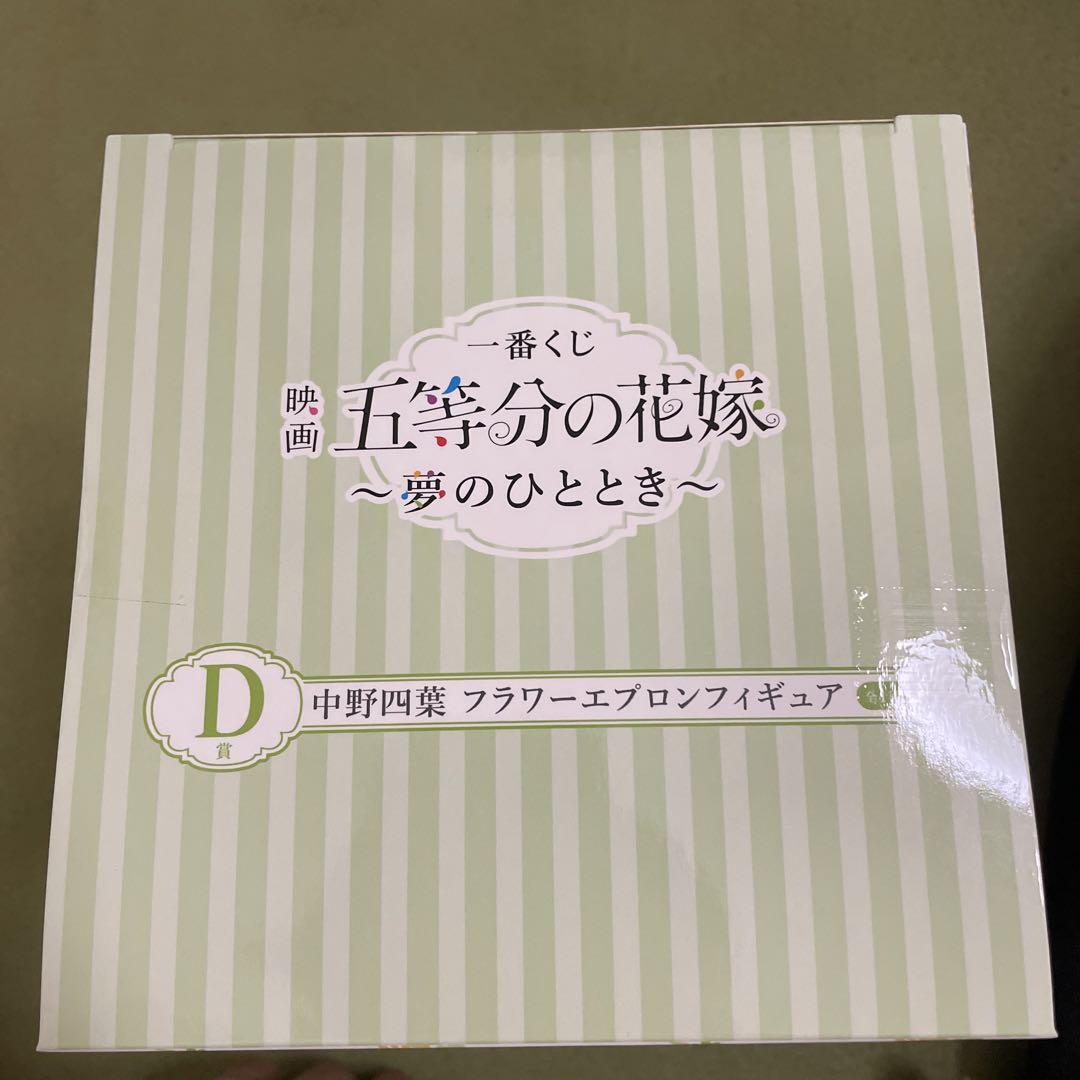 一番くじ
映画
五等分の花嫁
～夢のひととき～
D
賞
中野四葉 フラワーエプロンフィギュア